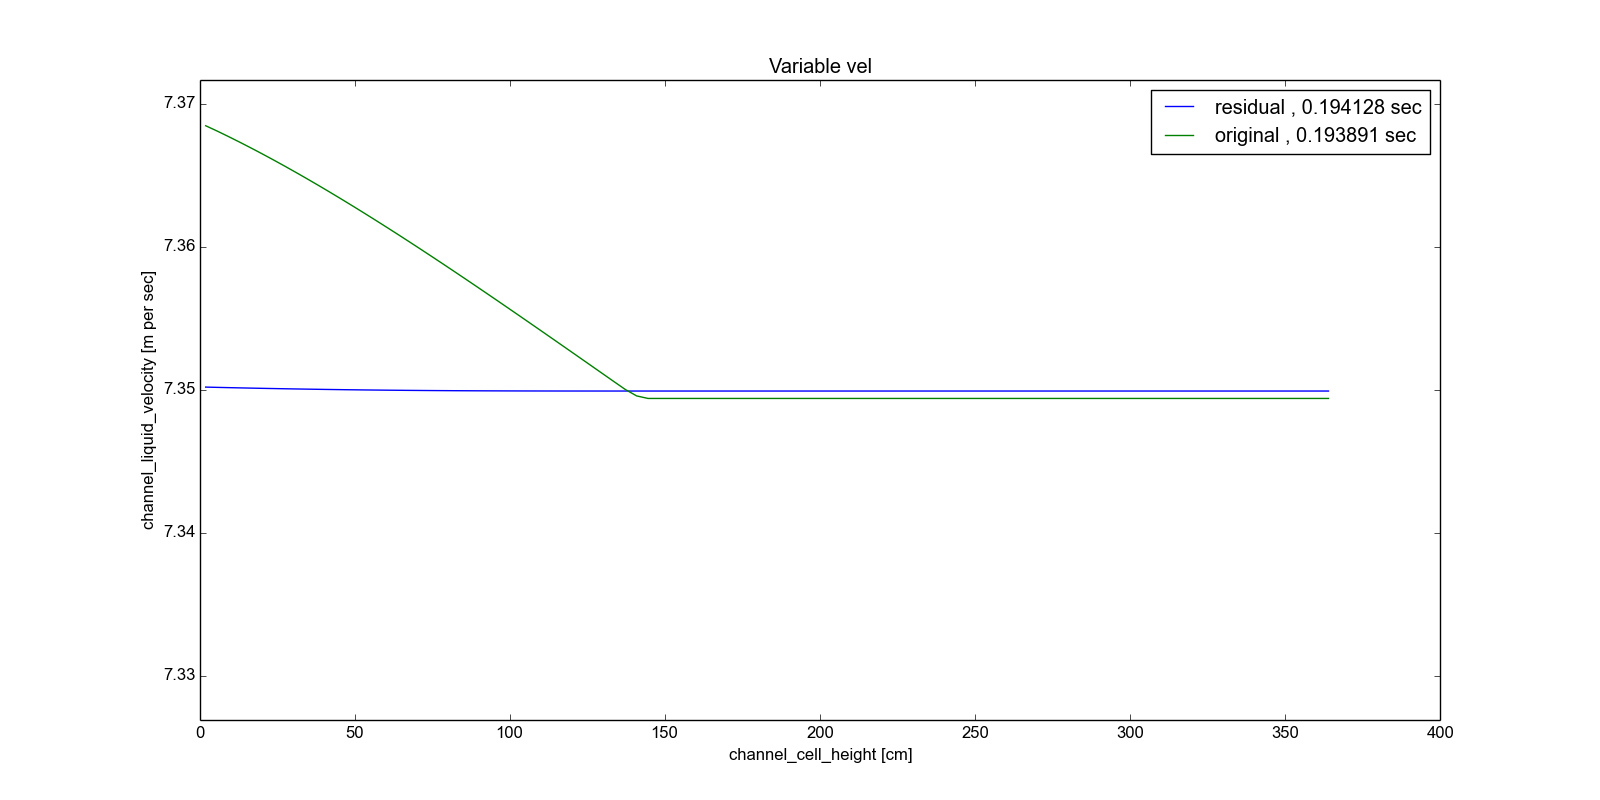 Variable vel
residual , 0.194128 sec
original , 0.193891 sec
channel_liquid_velocity [m per sec]
7.37
7.36
7.35
7.34
7.33
0 50 100 150 200 250 300 350 400
channel_cell_height [cm]